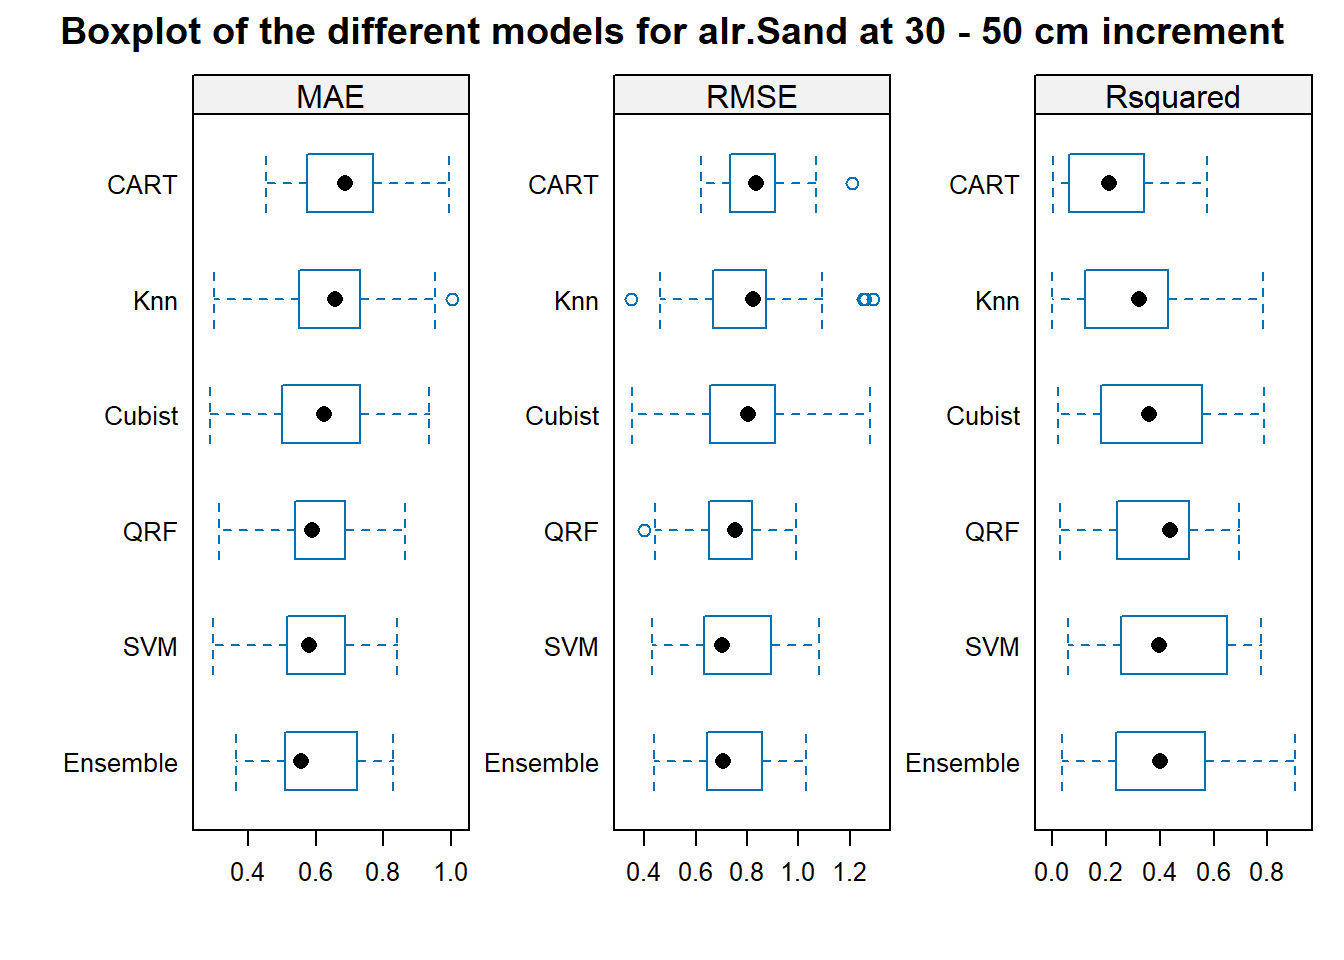 Boxplot of the different models for alr.Sand at 30 - 50 cm increment
MAE
CART
Knn
Cubist
QRF
SVM
Ensemble
0.4 0.6 0.8 1.0
RMSE
CART
Knn
Cubist
QRF
SVM
Ensemble
0.4 0.6 0.8 1.0 1.2
Rsquared
CART
Knn
Cubist
QRF
SVM
Ensemble
0.0 0.2 0.4 0.6 0.8